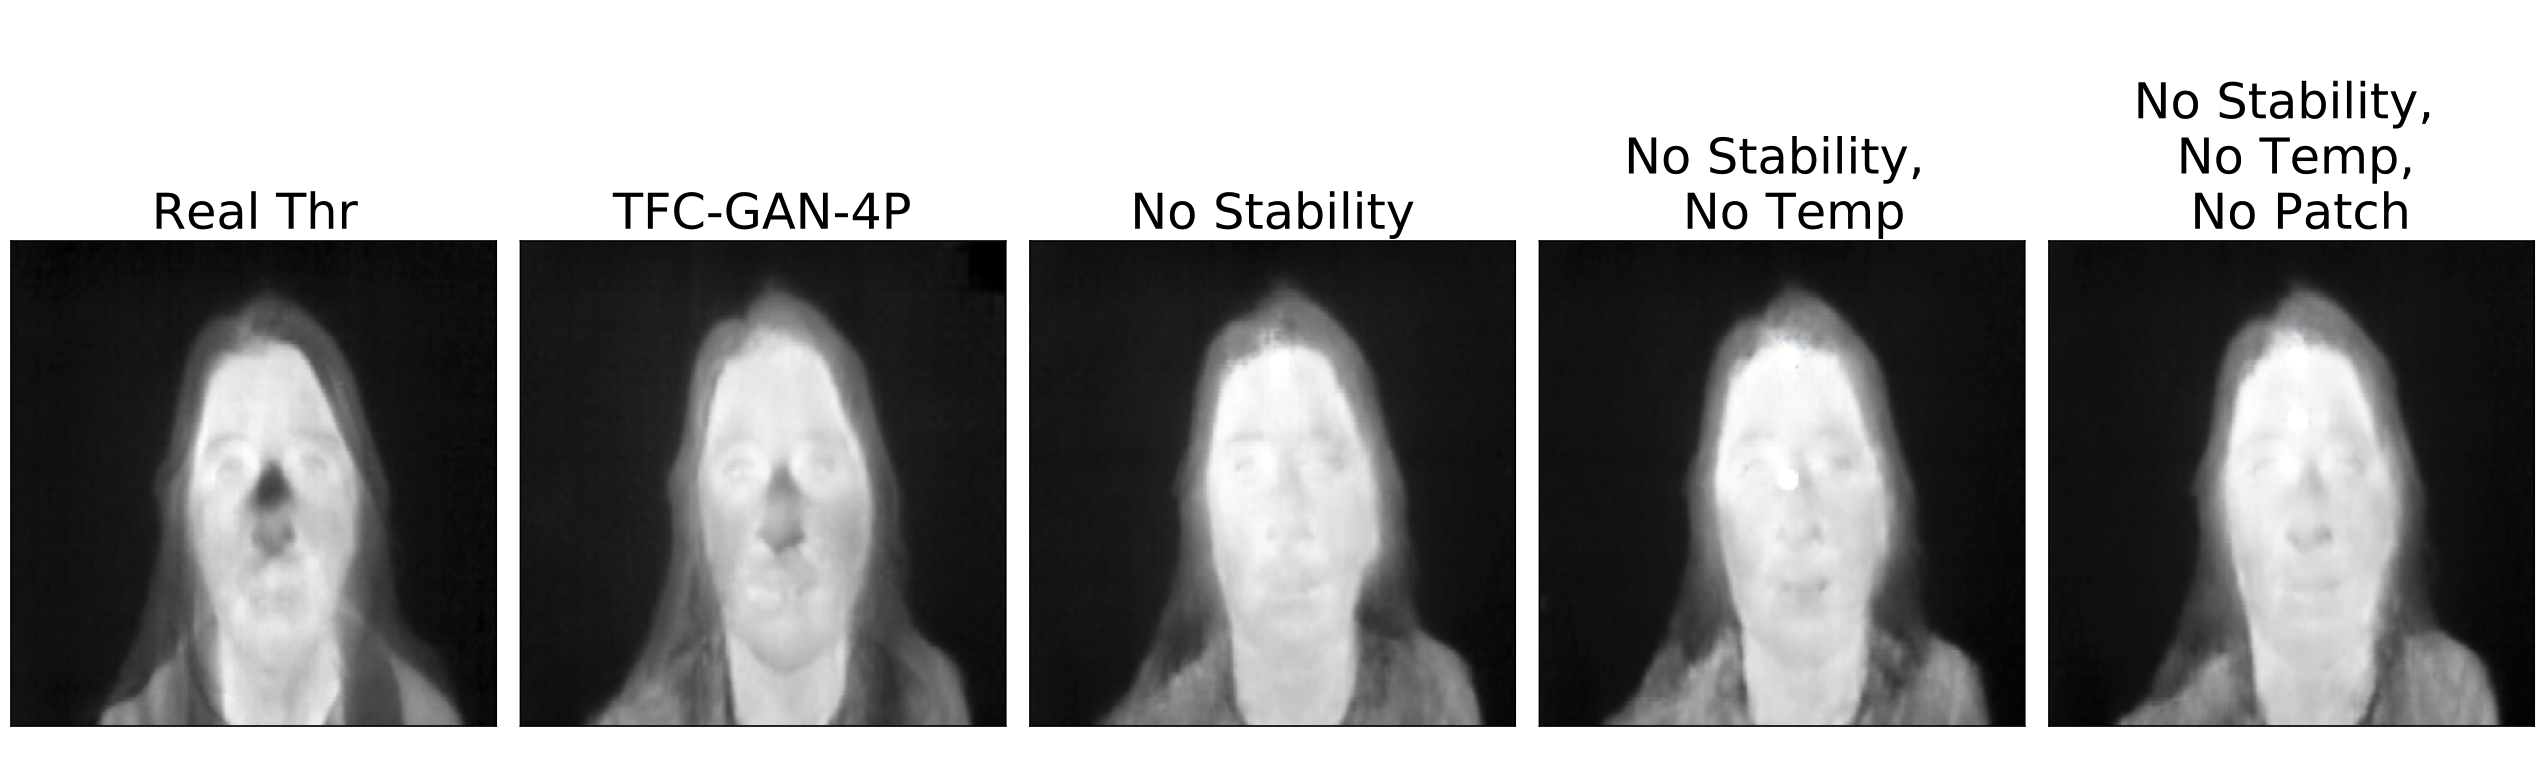 Real Thr
TFC-GAN-4P
No Stability
No Stability,
No Temp
No Stability,
No Temp,
No Patch